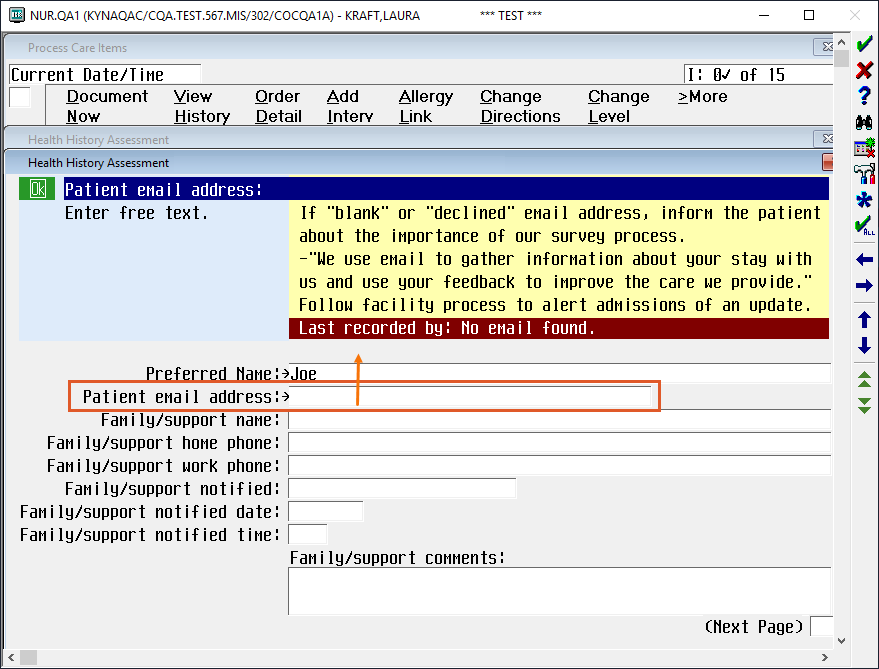 NUR.QA1 (KYNAQAC/CQA.TEST.567.MIS/302/COCQA1A) - KRAFT,LAURA *** TEST ***
Process Care Items
Current Date/Time I: 0✓ of 15
Document Now View History Order Detail Add Interv Allergy Link Change Directions Change Level >More
Health History Assessment
Health History Assessment
Ok Patient email address:
Enter free text. If "blank" or "declined" email address, inform the patient
about the importance of our survey process.
-"We use email to gather information about your stay with
us and use your feedback to improve the care we provide."
Follow facility process to alert admissions of an update.
Last recorded by: No email found.
Preferred Name:→Joe
Patient email address:→
Family/support name:
Family/support home phone:
Family/support work phone:
Family/support notified:
Family/support notified date:
Family/support notified time:
Family/support comments:
(Next Page)
ALL